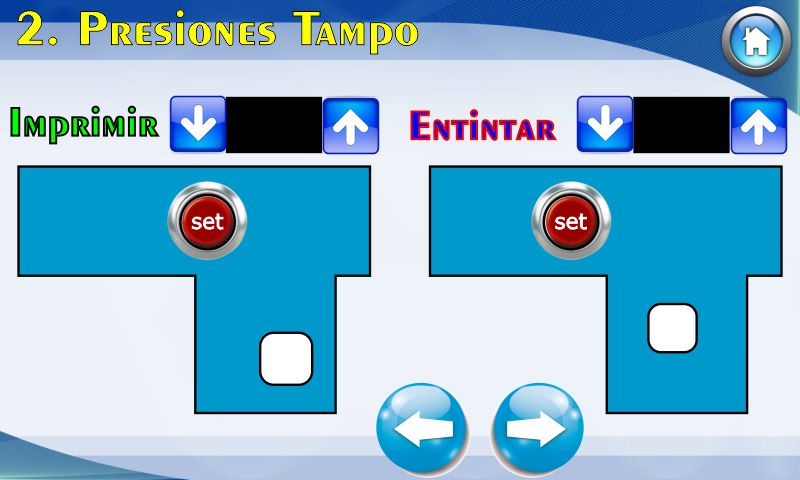 2. Presiones Tampo
Imprimir
Entintar
set
set